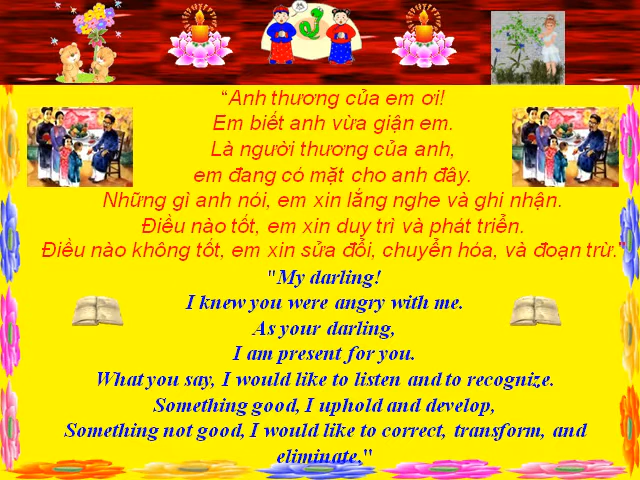 “Anh thương của em ơi!
Em biết anh vừa giận em.
Là người thương của anh,
em đang có mặt cho anh đây.
Những gì anh nói, em xin lắng nghe và ghi nhận.
Điều nào tốt, em xin duy trì và phát triển.
Điều nào không tốt, em xin sửa đổi, chuyển hóa, và đoạn trừ.”
"My darling!
I knew you were angry with me.
As your darling,
I am present for you.
What you say, I would like to listen and to recognize.
Something good, I uphold and develop,
Something not good, I would like to correct, transform, and
eliminate."